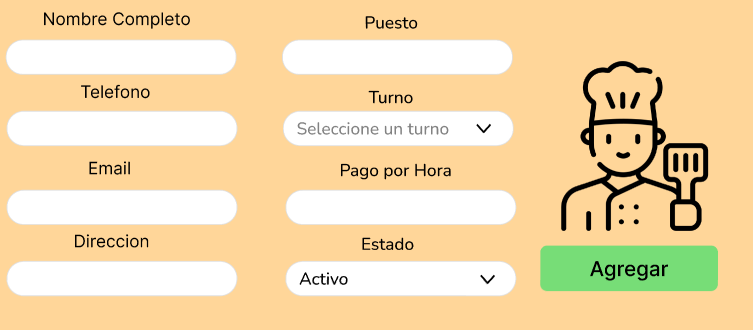 Nombre Completo
Puesto
Telefono
Turno
Seleccione un turno
Email
Pago por Hora
Direccion
Estado
Activo
Agregar